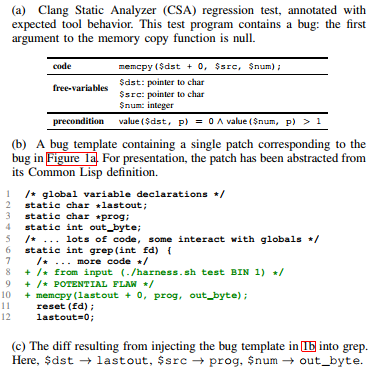 (a) Clang Static Analyzer (CSA) regression test, annotated with
expected tool behavior. This test program contains a bug: the first
argument to the memory copy function is null.
code memcpy($dst + 0, $src, $num);
free-variables $dst: pointer to char
$src: pointer to char
$num: integer
precondition value($dst, p) = 0 ∧ value($num, p) > 1
(b) A bug template containing a single patch corresponding to the
bug in Figure 1a. For presentation, the patch has been abstracted from
its Common Lisp definition.
1 /* global variable declarations */
2 static char *lastout;
3 static char *prog;
4 static int out_byte;
5 /* ... lots of code, some interact with globals */
6 static int grep(int fd) {
7 /* ... more code */
8 + /* from input (./harness.sh test BIN 1) */
9 + /* POTENTIAL FLAW */
10 + memcpy(lastout + 0, prog, out_byte);
11 reset(fd);
12 lastout=0;
(c) The diff resulting from injecting the bug template in 1b into grep.
Here, $dst → lastout, $src → prog, $num → out_byte.